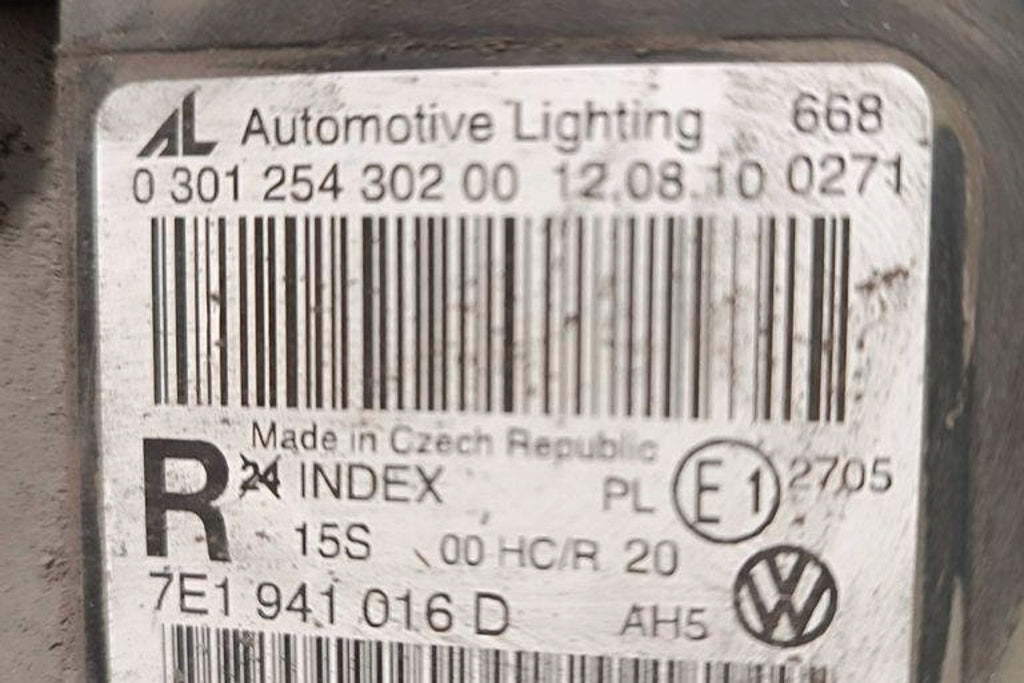 AL Automotive Lighting 668
0 301 254 302 00 12.08.10 0271
Made in Czech Republic
R 24 INDEX PL E1 2705
15S 00 HC/R 20
7E1 941 016 D AH5 VW